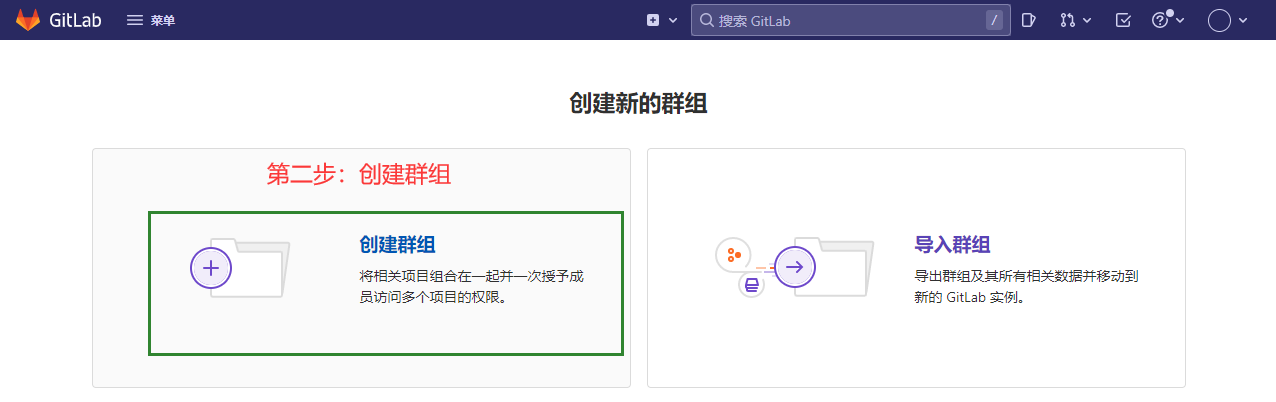 GitLab 菜单 搜索 GitLab /
创建新的群组
第二步：创建群组
创建群组
将相关项目组合在一起并一次授予成
员访问多个项目的权限。
导入群组
导出群组及其所有相关数据并移动到
新的 GitLab 实例。